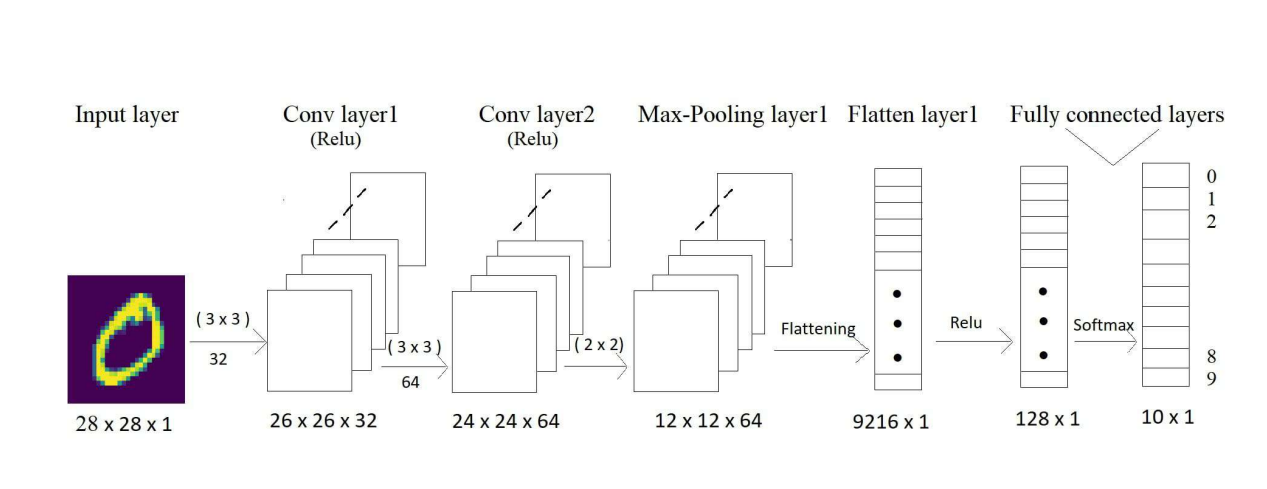 Input layer
Conv layer1
(Relu)
Conv layer2
(Relu)
Max-Pooling layer1
Flatten layer1
Fully connected layers
0
1
2
( 3 x 3 )
32
( 3 x 3 )
64
( 2 x 2)
Flattening
Relu
Softmax
8
9
28 x 28 x 1
26 x 26 x 32
24 x 24 x 64
12 x 12 x 64
9216 x 1
128 x 1
10 x 1